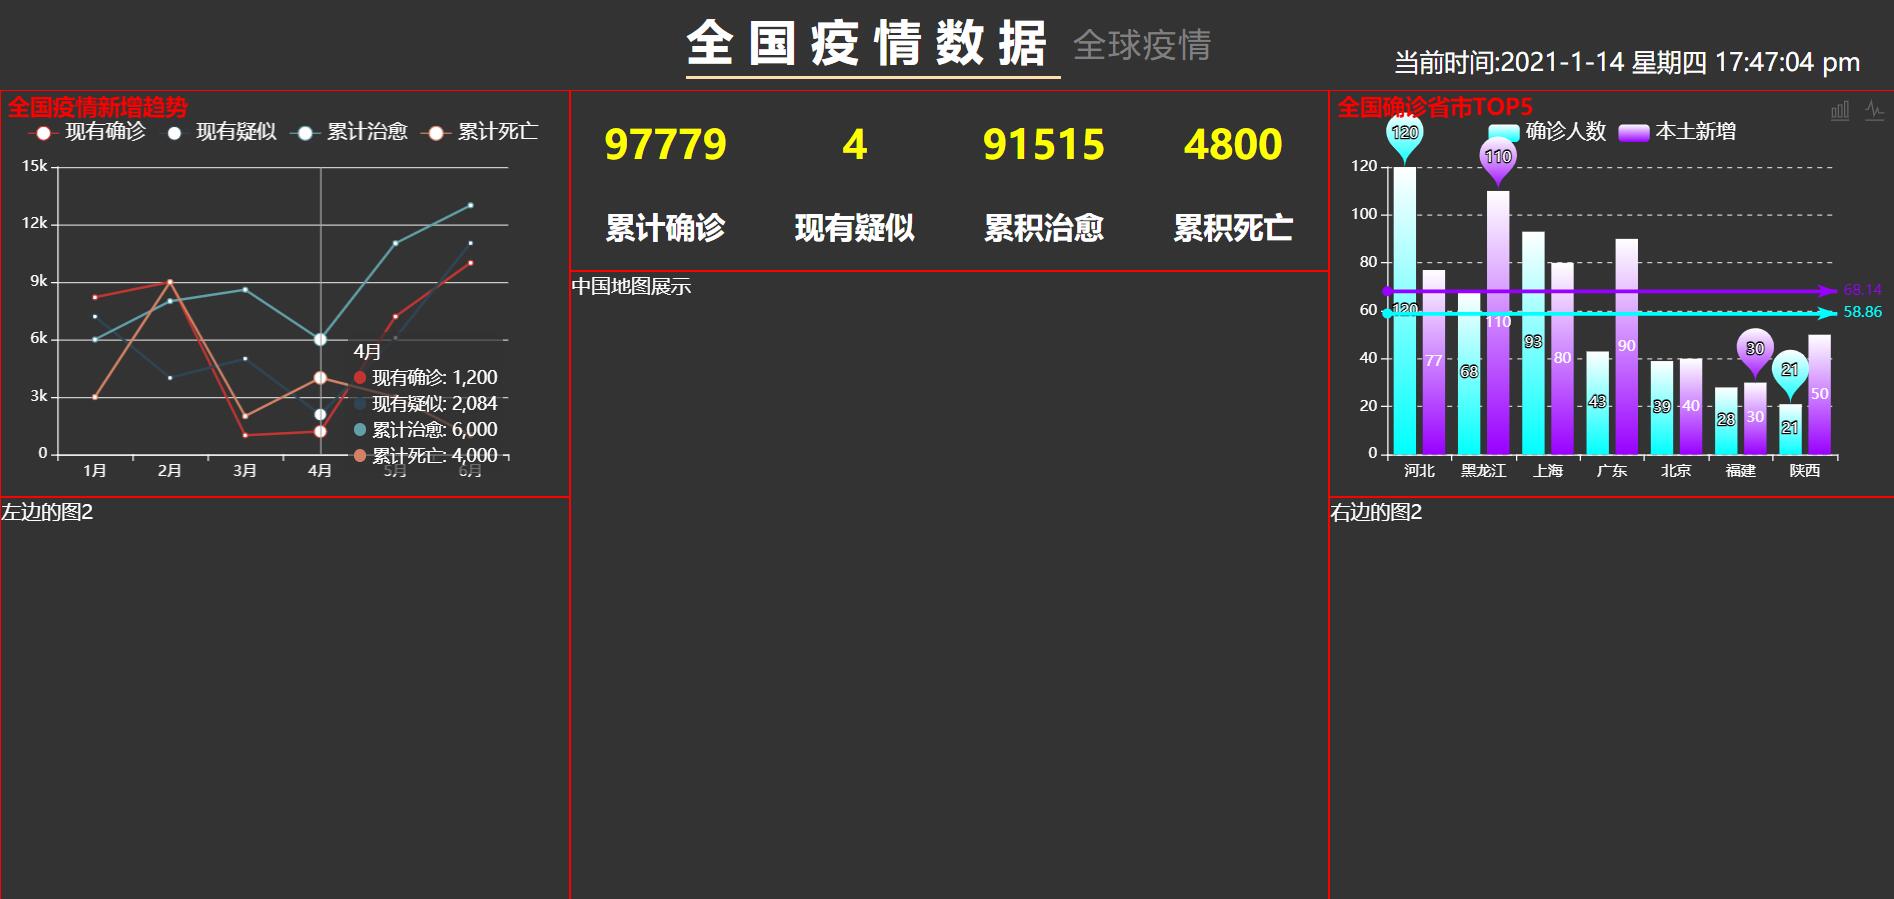 全国疫情数据 全球疫情
当前时间:2021-1-14 星期四 17:47:04 pm
全国疫情新增趋势
现有确诊 现有疑似 累计治愈 累计死亡
15k
12k
9k
6k
3k
0
1月 2月 3月 4月 5月 6月
4月
现有确诊: 1,200
现有疑似: 2,084
累计治愈: 6,000
累计死亡: 4,000
左边的图2
97779 4 91515 4800
累计确诊 现有疑似 累积治愈 累积死亡
中国地图展示
全国确诊省市TOP5
确诊人数 本土新增
120
100
80
60
40
20
0
120 110 30 21
120 77 68 110 93 80 43 90 39 40 28 30 21 50
68.14
58.86
河北 黑龙江 上海 广东 北京 福建 陕西
右边的图2